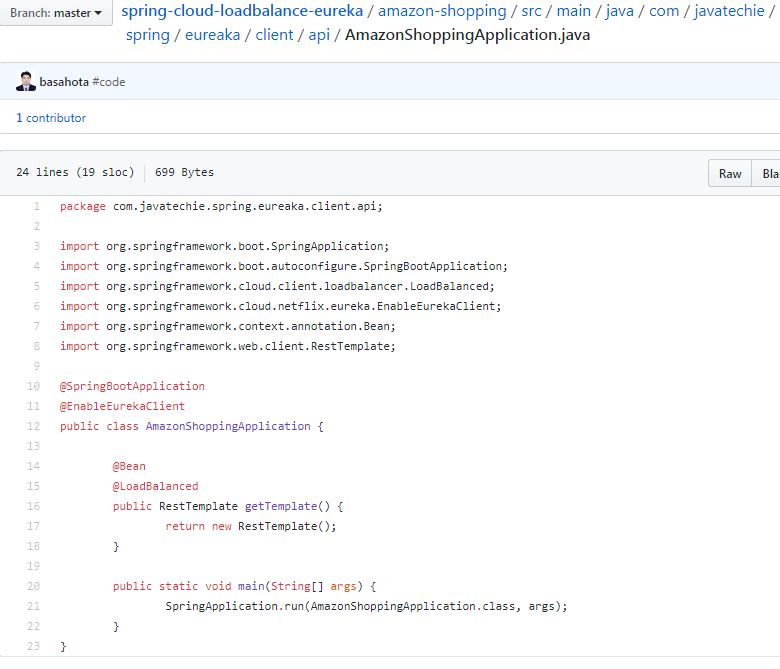 Branch: master
spring-cloud-loadbalance-eureka / amazon-shopping / src / main / java / com / javatechie /
spring / eureaka / client / api / AmazonShoppingApplication.java
basahota #code
1 contributor
24 lines (19 sloc) 699 Bytes Raw Bla
1 package com.javatechie.spring.eureaka.client.api;
2
3 import org.springframework.boot.SpringApplication;
4 import org.springframework.boot.autoconfigure.SpringBootApplication;
5 import org.springframework.cloud.client.loadbalancer.LoadBalanced;
6 import org.springframework.cloud.netflix.eureka.EnableEurekaClient;
7 import org.springframework.context.annotation.Bean;
8 import org.springframework.web.client.RestTemplate;
9
10 @SpringBootApplication
11 @EnableEurekaClient
12 public class AmazonShoppingApplication {
13
14 @Bean
15 @LoadBalanced
16 public RestTemplate getTemplate() {
17 return new RestTemplate();
18 }
19
20 public static void main(String[] args) {
21 SpringApplication.run(AmazonShoppingApplication.class, args);
22 }
23 }